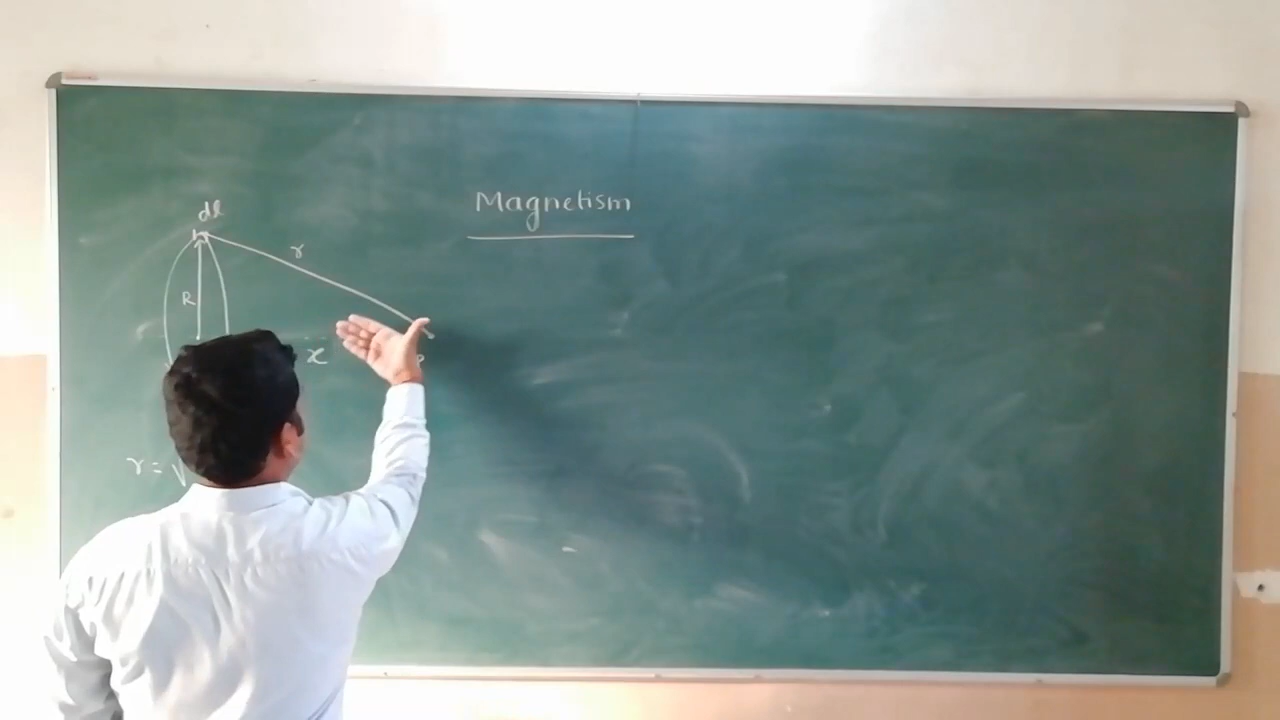 Magnetism
dl
r
R
x
r = √